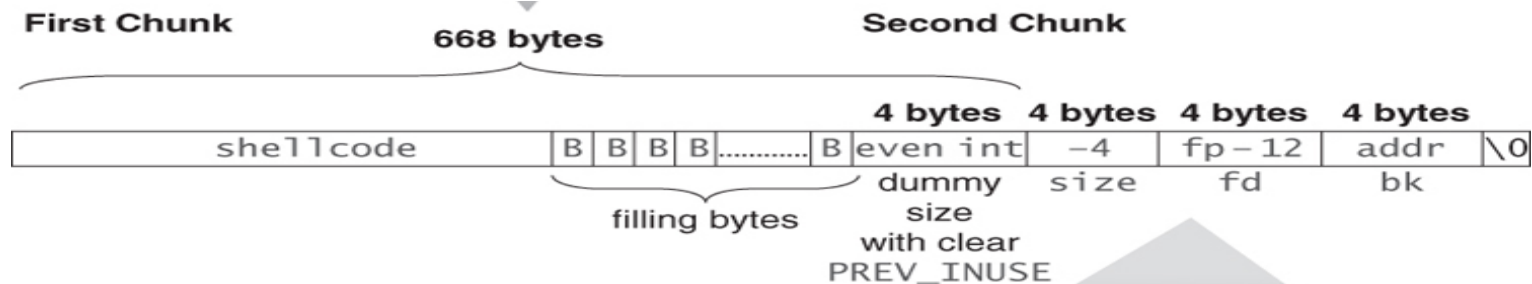 First Chunk
668 bytes
Second Chunk
4 bytes 4 bytes 4 bytes 4 bytes
shellcode B B B B ............ B even int -4 fp-12 addr \0
filling bytes
dummy size fd bk
size
with clear
PREV_INUSE